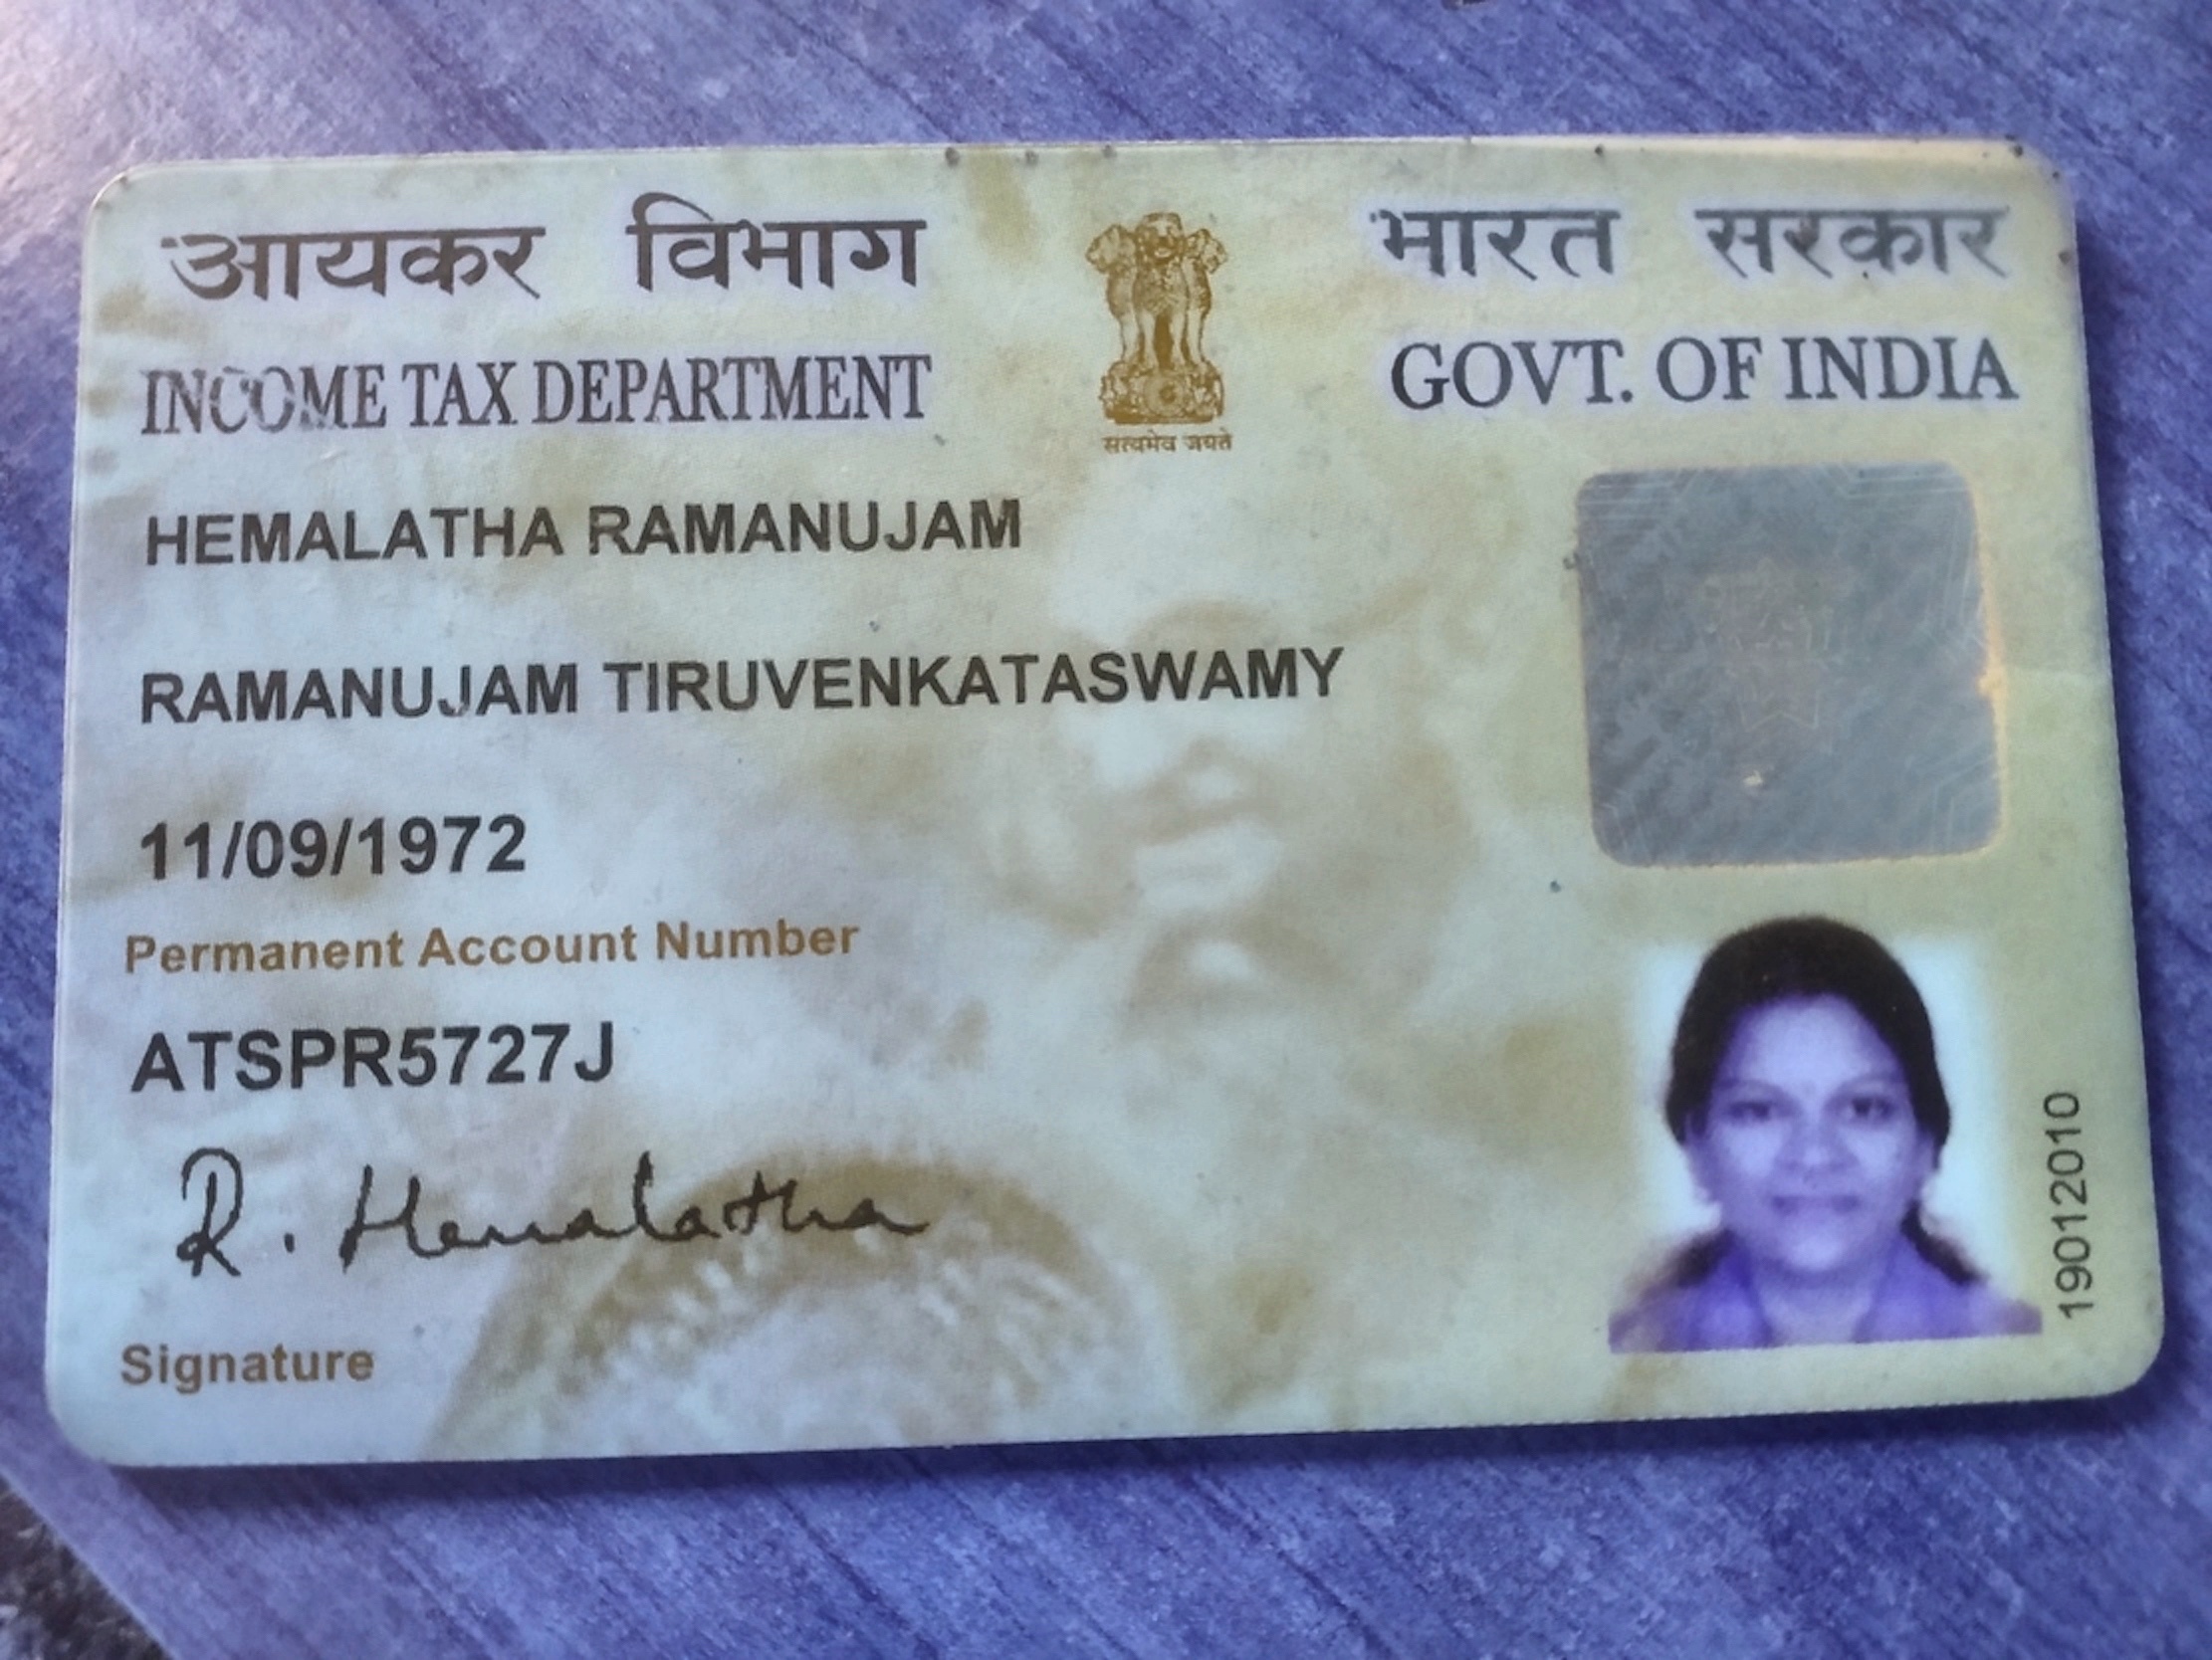 आयकर विभाग
भारत सरकार
INCOME TAX DEPARTMENT
GOVT. OF INDIA
सत्यमेव जयते
HEMALATHA RAMANUJAM
RAMANUJAM TIRUVENKATASWAMY
11/09/1972
Permanent Account Number
ATSPR5727J
R. Hemalatha
Signature
19012010